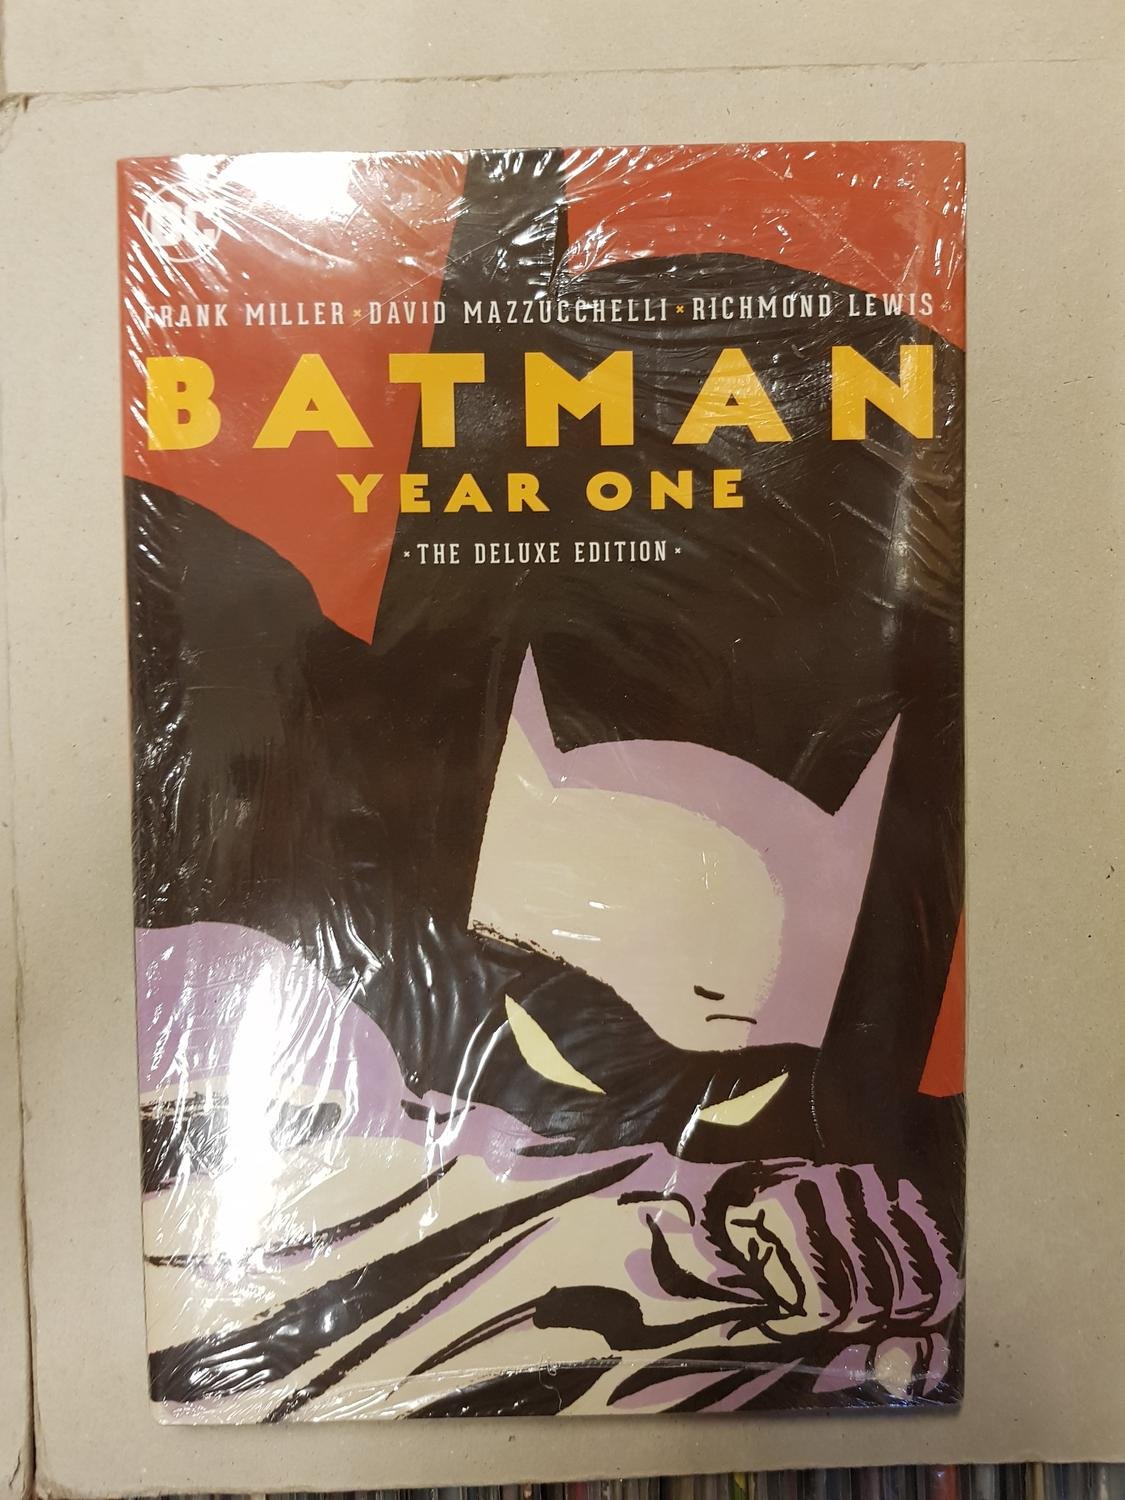 DC
FRANK MILLER × DAVID MAZZUCCHELLI × RICHMOND LEWIS
BATMAN
YEAR ONE
× THE DELUXE EDITION ×